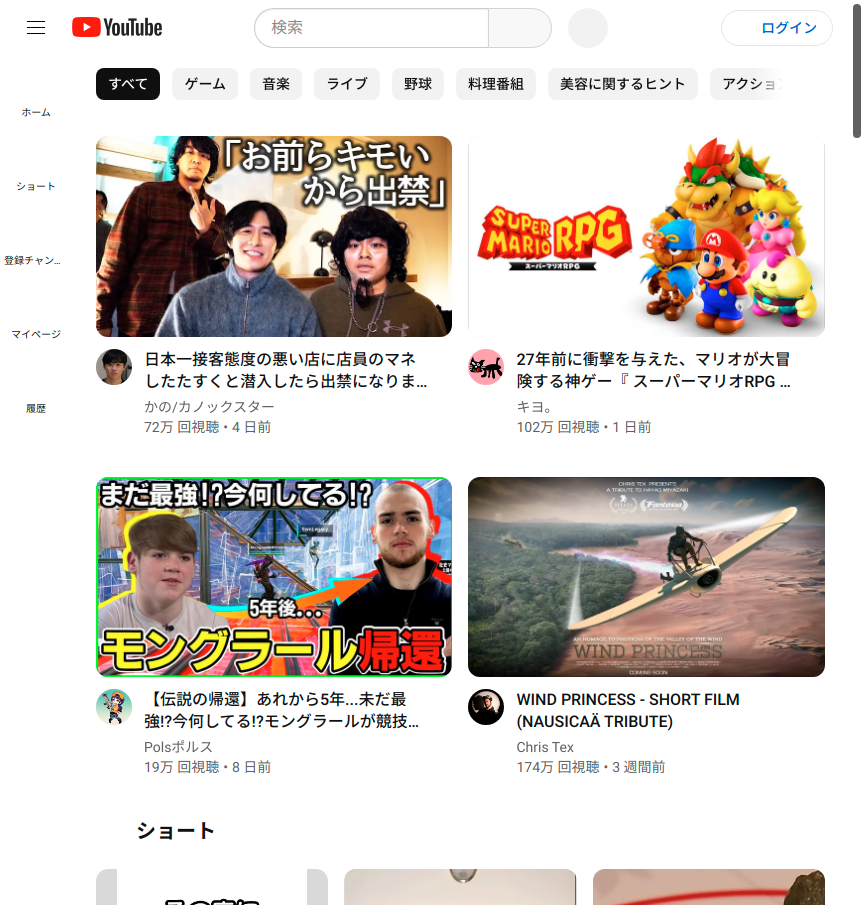 YouTube
検索
ログイン
すべて
ゲーム
音楽
ライブ
野球
料理番組
美容に関するヒント
アクショ
ホーム
ショート
登録チャン...
マイページ
履歴
「お前らキモい
から出禁」
SUPER
MARIO RPG
スーパーマリオRPG
日本一接客態度の悪い店に店員のマネ
したたすくと潜入したら出禁になりま...
かの/カノックスター
72万 回視聴・4 日前
27年前に衝撃を与えた、マリオが大冒
険する神ゲー『 スーパーマリオRPG ...
キヨ。
102万 回視聴・1 日前
まだ最強!?今何してる!?
5年後...
モングラール帰還
CHRIS TEX PRESENTS
A TRIBUTE TO HAYAO MIYAZAKI
Fantasia
AN HOMAGE TO NAUSICAÄ OF THE VALLEY OF THE WIND
WIND PRINCESS
COMING SOON
【伝説の帰還】あれから5年...未だ最
強!?今何してる!?モングラールが競技...
Polsポルス
19万 回視聴・8 日前
WIND PRINCESS - SHORT FILM
(NAUSICAÄ TRIBUTE)
Chris Tex
174万 回視聴・3 週間前
ショート